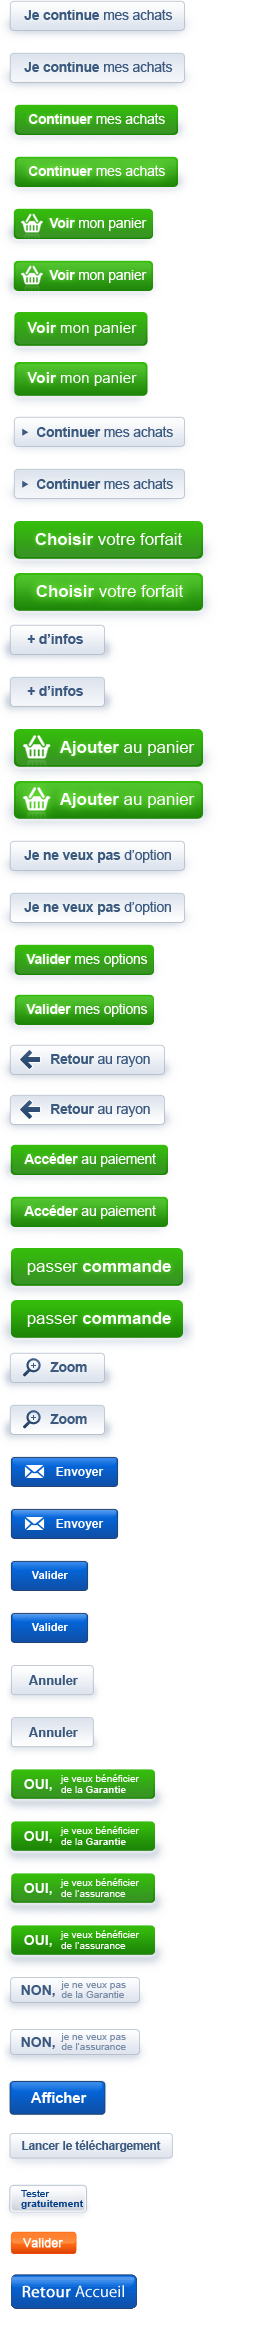 Je continue mes achats
Je continue mes achats
Continuer mes achats
Continuer mes achats
Voir mon panier
Voir mon panier
Voir mon panier
Voir mon panier
Continuer mes achats
Continuer mes achats
Choisir votre forfait
Choisir votre forfait
+ d'infos
+ d'infos
Ajouter au panier
Ajouter au panier
Je ne veux pas d'option
Je ne veux pas d'option
Valider mes options
Valider mes options
Retour au rayon
Retour au rayon
Accéder au paiement
Accéder au paiement
passer commande
passer commande
Zoom
Zoom
Envoyer
Envoyer
Valider
Valider
Annuler
Annuler
OUI, je veux bénéficier
de la Garantie
OUI, je veux bénéficier
de la Garantie
OUI, je veux bénéficier
de l'assurance
OUI, je veux bénéficier
de l'assurance
NON, je ne veux pas
de la Garantie
NON, je ne veux pas
de l'assurance
Afficher
Lancer le téléchargement
Tester
gratuitement
Valider
Retour Accueil